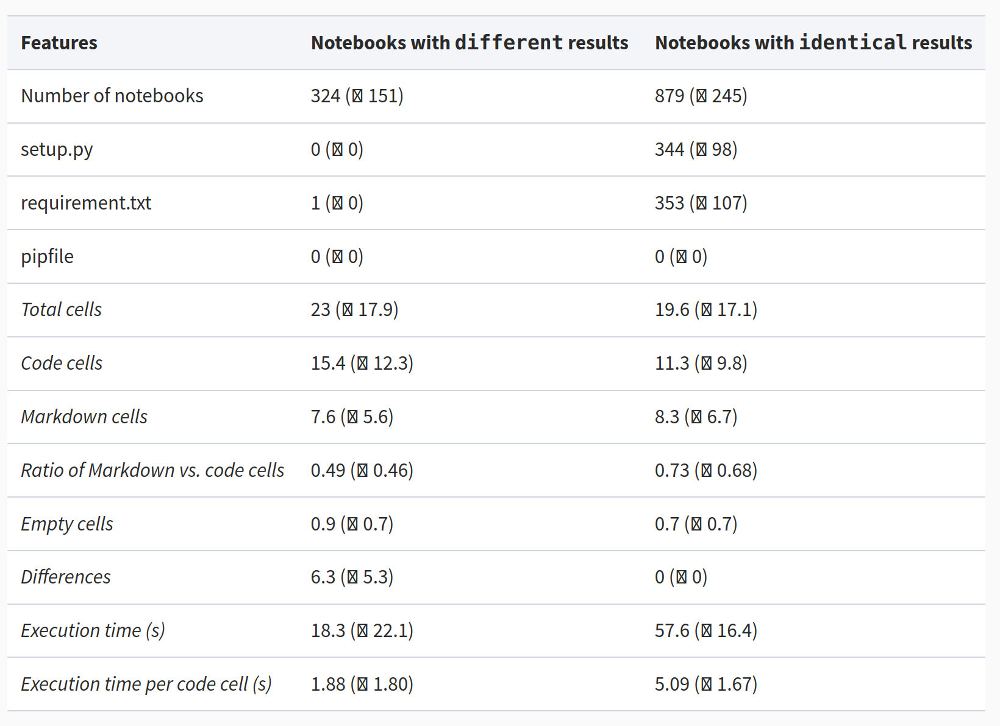 Features Notebooks with different results Notebooks with identical results
Number of notebooks 324 (🗷 151) 879 (🗷 245)
setup.py 0 (🗷 0) 344 (🗷 98)
requirement.txt 1 (🗷 0) 353 (🗷 107)
pipfile 0 (🗷 0) 0 (🗷 0)
Total cells 23 (🗷 17.9) 19.6 (🗷 17.1)
Code cells 15.4 (🗷 12.3) 11.3 (🗷 9.8)
Markdown cells 7.6 (🗷 5.6) 8.3 (🗷 6.7)
Ratio of Markdown vs. code cells 0.49 (🗷 0.46) 0.73 (🗷 0.68)
Empty cells 0.9 (🗷 0.7) 0.7 (🗷 0.7)
Differences 6.3 (🗷 5.3) 0 (🗷 0)
Execution time (s) 18.3 (🗷 22.1) 57.6 (🗷 16.4)
Execution time per code cell (s) 1.88 (🗷 1.80) 5.09 (🗷 1.67)